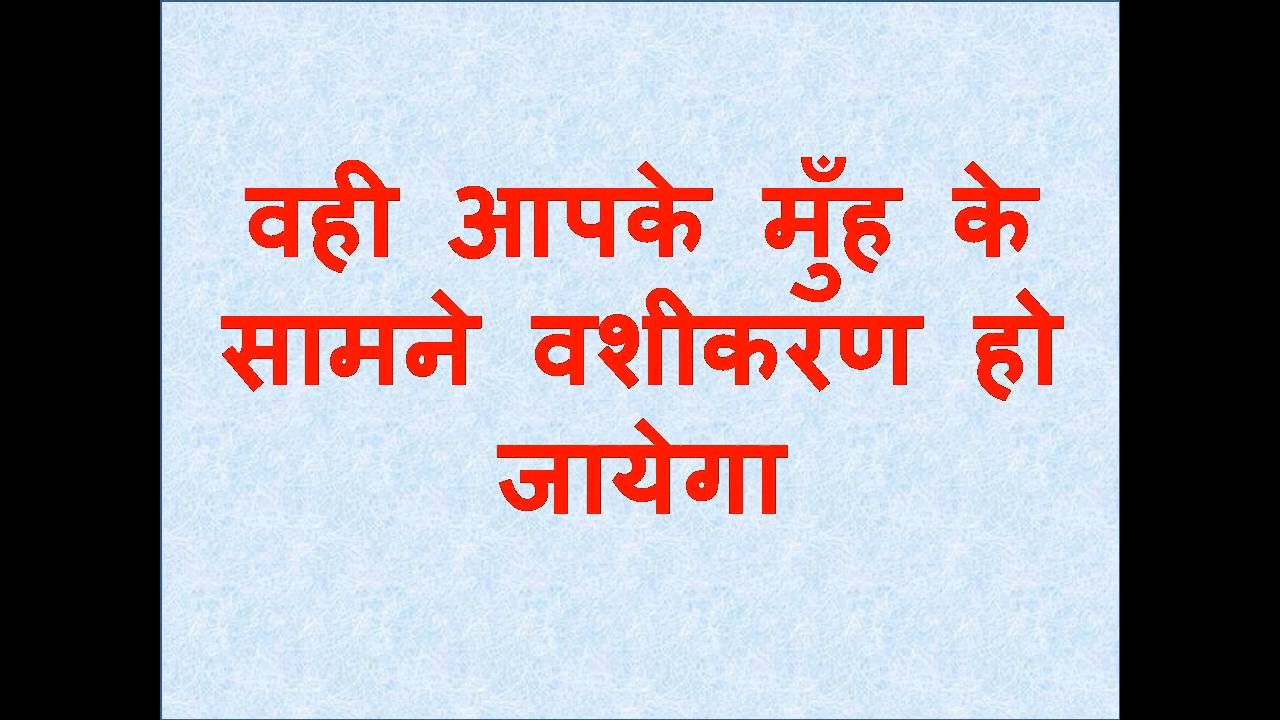 वही आपके मुँह के
सामने वशीकरण हो
जायेगा